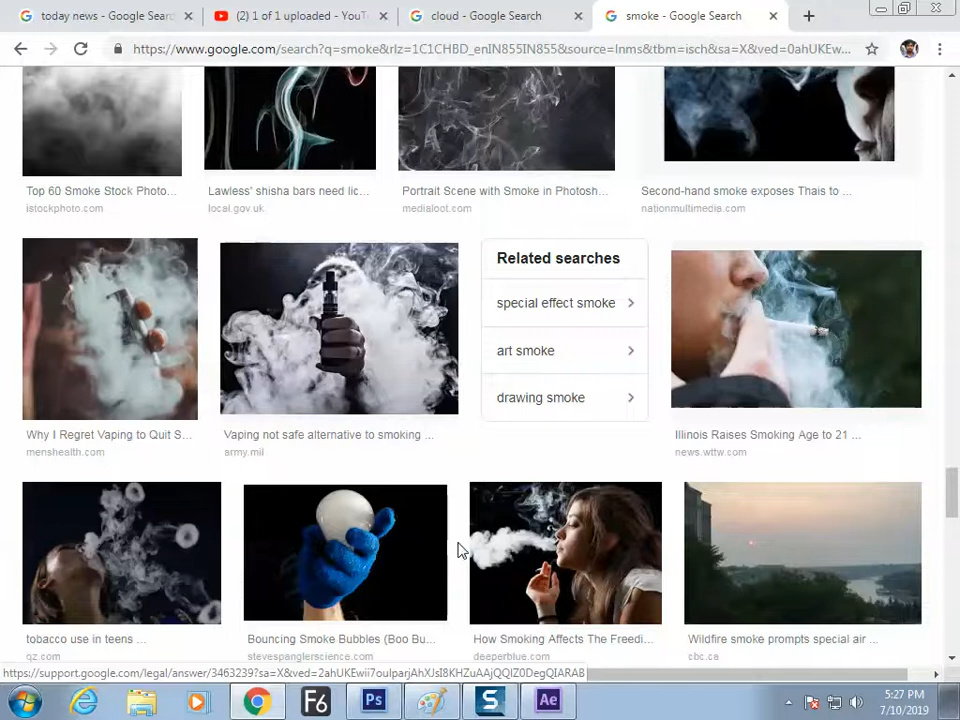 today news - Google Searc
(2) 1 of 1 uploaded - YouT
cloud - Google Search
smoke - Google Search
https://www.google.com/search?q=smoke&rlz=1C1CHBD_enIN855IN855&source=lnms&tbm=isch&sa=X&ved=0ahUKEw...
Top 60 Smoke Stock Photo...
istockphoto.com
Lawless' shisha bars need lic...
local.gov.uk
Portrait Scene with Smoke in Photosh...
medialoot.com
Second-hand smoke exposes Thais to ...
nationmultimedia.com
Related searches
special effect smoke
art smoke
drawing smoke
Why I Regret Vaping to Quit S...
menshealth.com
Vaping not safe alternative to smoking ...
army.mil
Illinois Raises Smoking Age to 21 ...
news.wttw.com
tobacco use in teens ...
qz.com
Bouncing Smoke Bubbles (Boo Bu...
stevespanglerscience.com
How Smoking Affects The Freedi...
deeperblue.com
Wildfire smoke prompts special air ...
cbc.ca
https://support.google.com/legal/answer/3463239?sa=X&ved=2ahUKEwii7oulparjAhXJsI8KHZuAAjQQIZ0DegQIARAB
F6
Ps
S
Ae
5:27 PM
7/10/2019